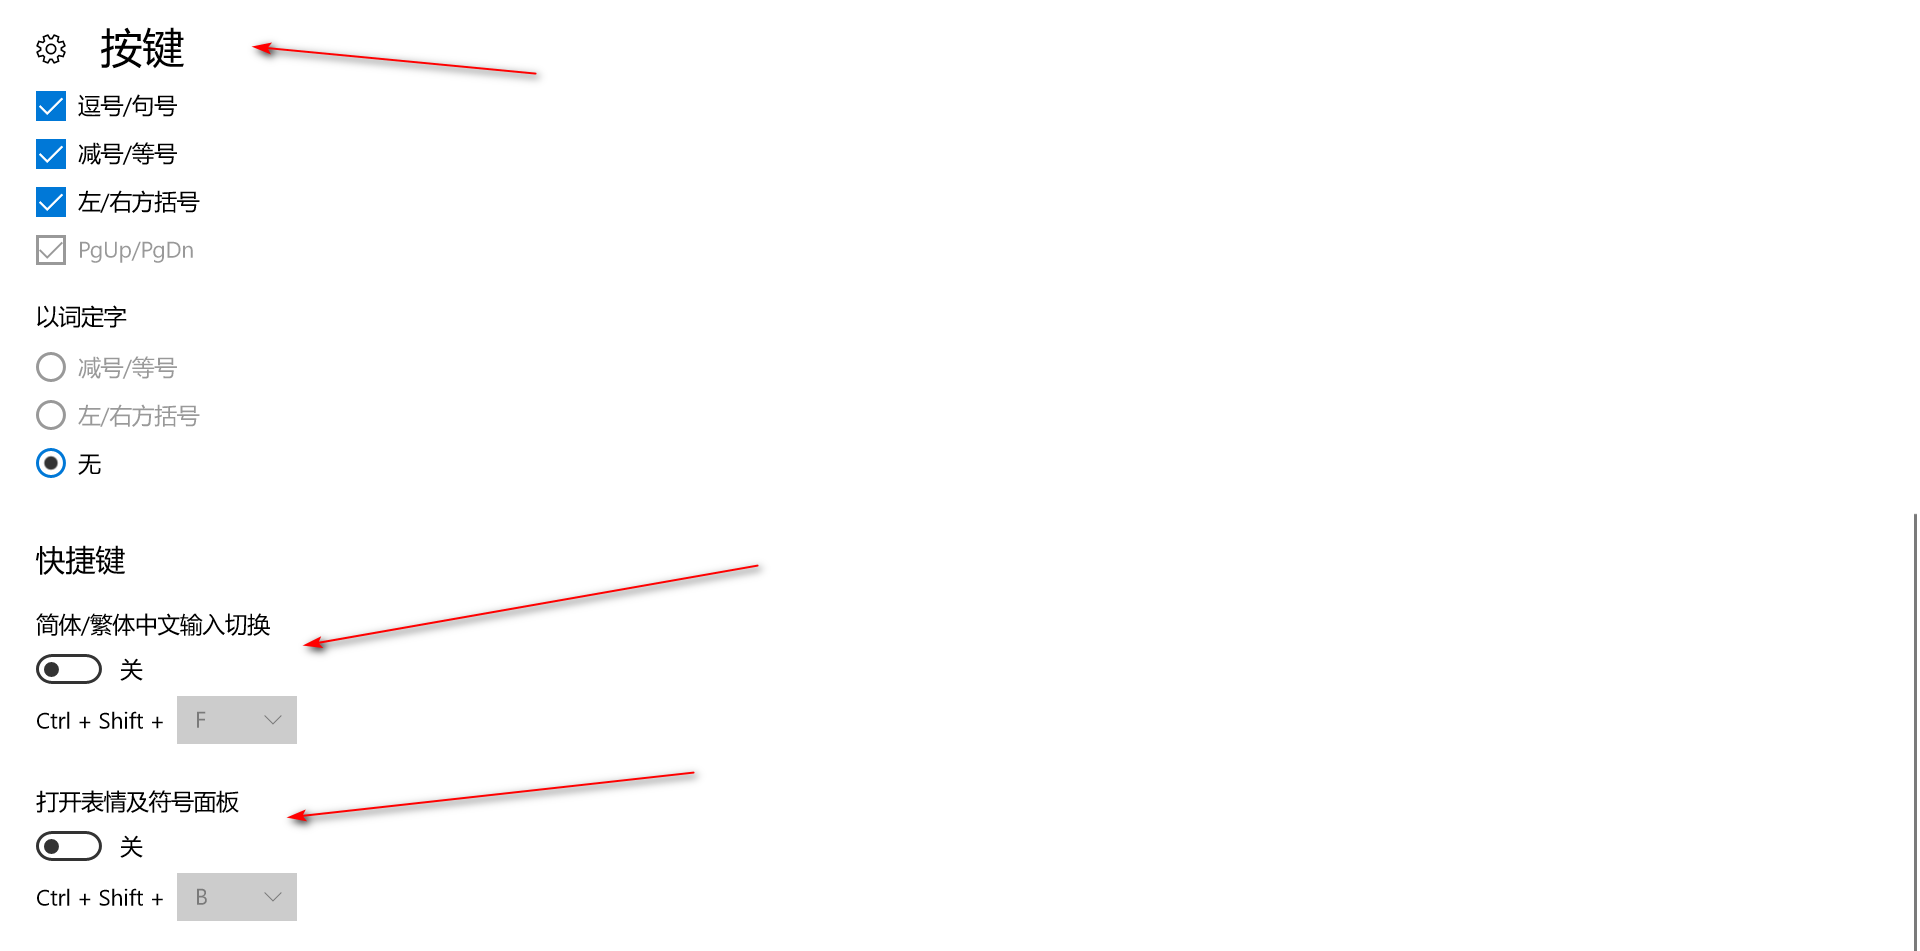 按键
逗号/句号
减号/等号
左/右方括号
PgUp/PgDn
以词定字
减号/等号
左/右方括号
无
快捷键
简体/繁体中文输入切换
关
Ctrl + Shift + F
打开表情及符号面板
关
Ctrl + Shift + B